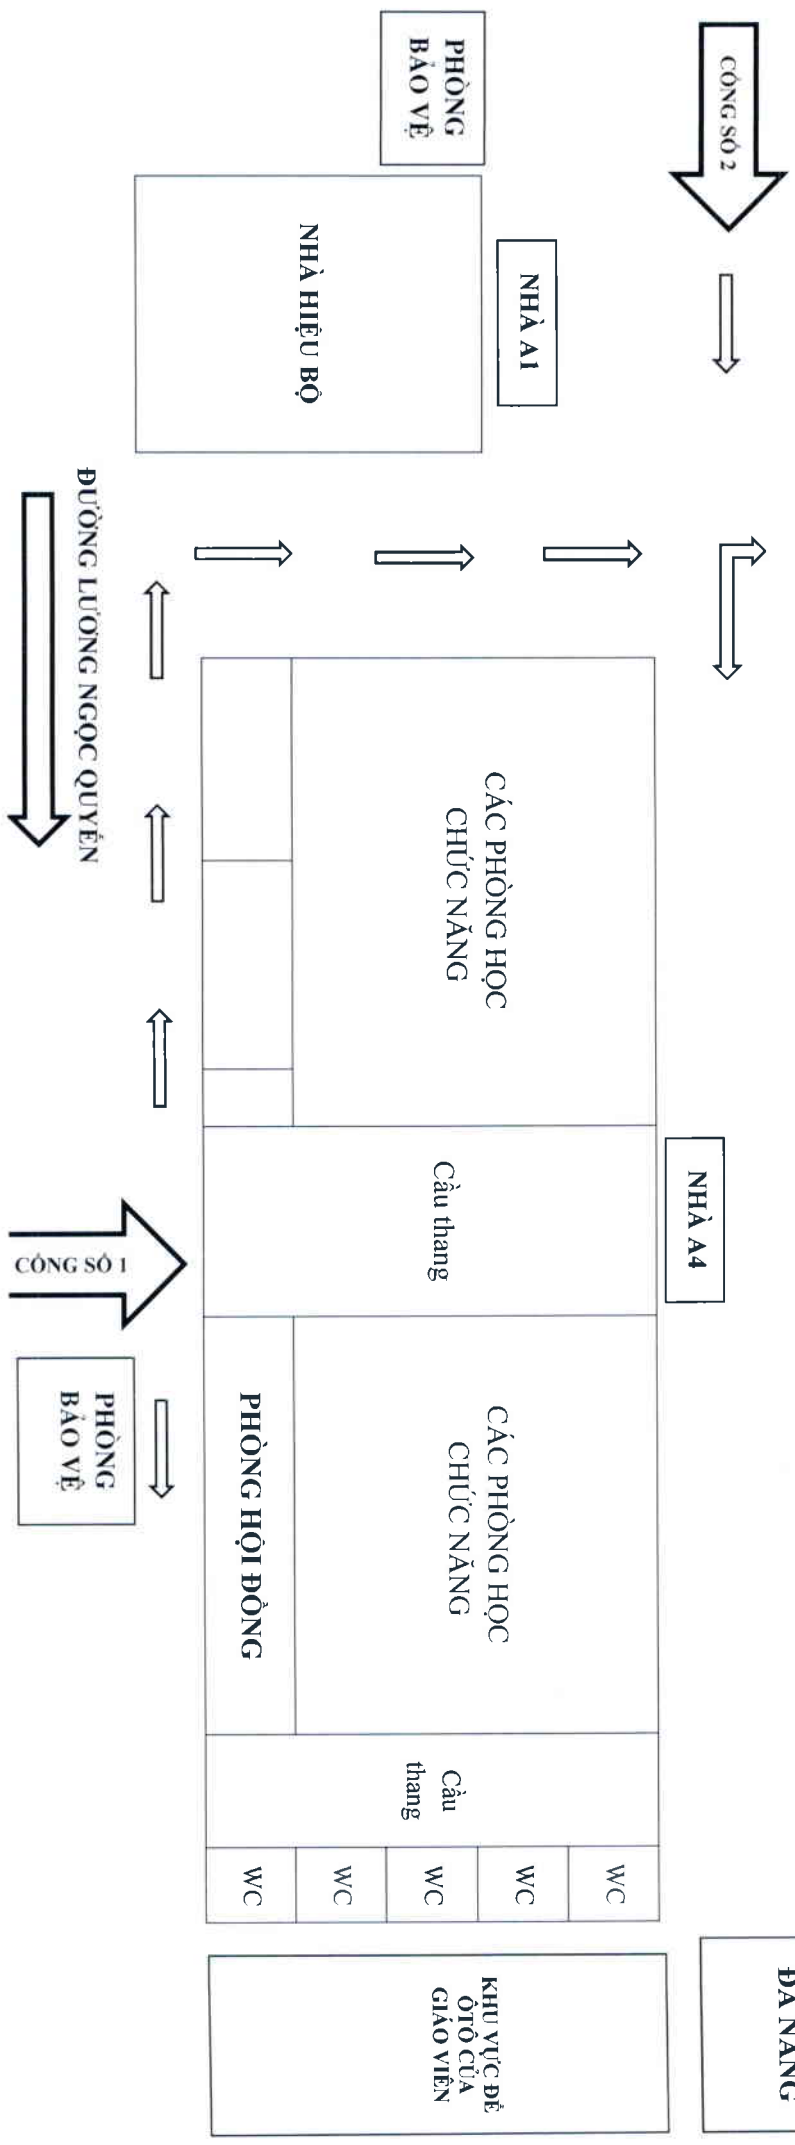 ĐA NĂNG
CỔNG SỐ 2
NHÀ A4
NHÀ A1
PHÒNG
BẢO VỆ
NHÀ HIỆU BỘ
CÁC PHÒNG HỌC
CHỨC NĂNG
Cầu thang
CÁC PHÒNG HỌC
CHỨC NĂNG
PHÒNG HỘI ĐỒNG
Cầu
thang
WC
WC
WC
WC
WC
KHU VỰC ĐỂ
ÔTÔ CỦA
GIÁO VIÊN
ĐƯỜNG LƯƠNG NGỌC QUYẾN
CỔNG SỐ 1
PHÒNG
BẢO VỆ